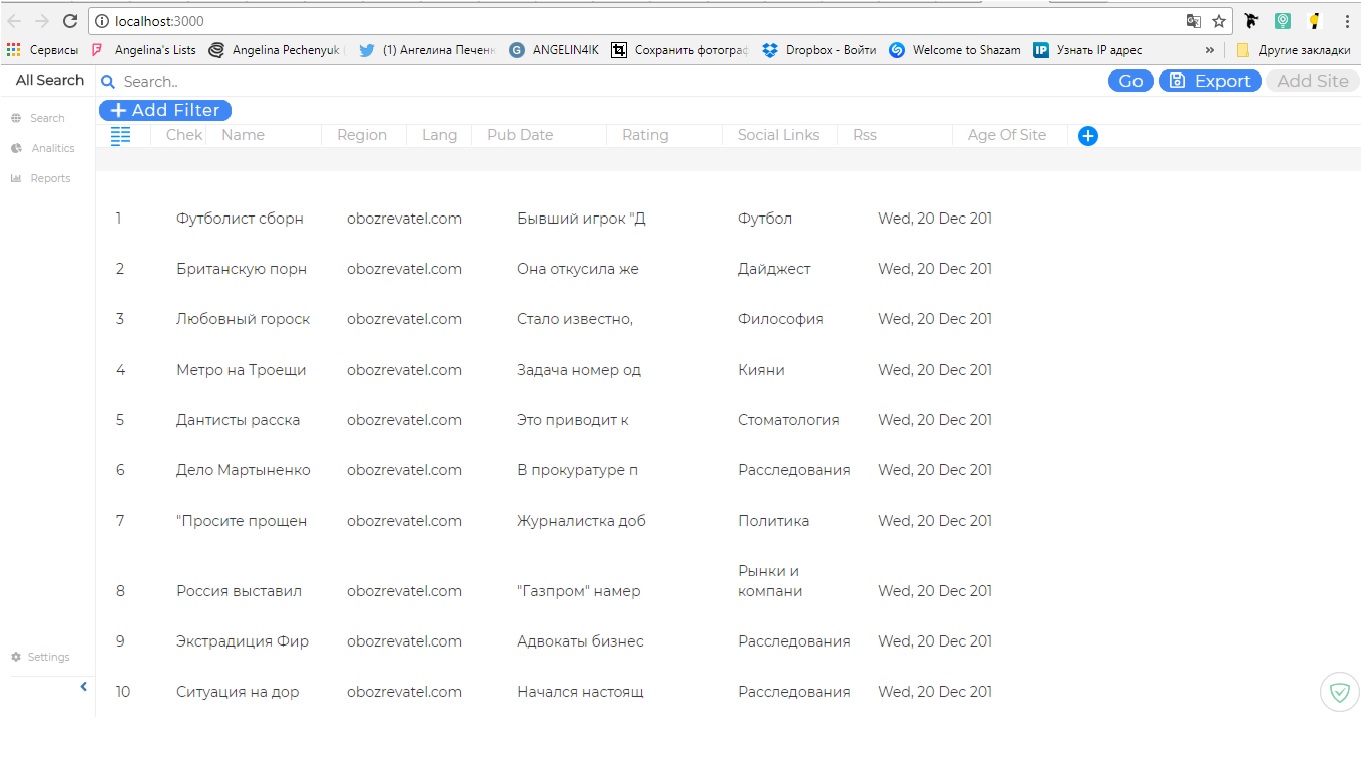 localhost:3000
Сервисы Angelina's Lists Angelina Pechenyuk (1) Ангелина Печенк ANGELIN4IK Сохранить фотограф Dropbox - Войти Welcome to Shazam IP Узнать IP адрес » Другие закладки
All Search Search.. Go Export Add Site
Add Filter
Search
Analitics
Reports
Chek Name Region Lang Pub Date Rating Social Links Rss Age Of Site
1 Футболист сборн obozrevatel.com Бывший игрок "Д Футбол Wed, 20 Dec 201
2 Британскую порн obozrevatel.com Она откусила же Дайджест Wed, 20 Dec 201
3 Любовный гороск obozrevatel.com Стало известно, Философия Wed, 20 Dec 201
4 Метро на Троещи obozrevatel.com Задача номер од Кияни Wed, 20 Dec 201
5 Дантисты расска obozrevatel.com Это приводит к Стоматология Wed, 20 Dec 201
6 Дело Мартыненко obozrevatel.com В прокуратуре п Расследования Wed, 20 Dec 201
7 "Просите прощен obozrevatel.com Журналистка доб Политика Wed, 20 Dec 201
Рынки и
8 Россия выставил obozrevatel.com "Газпром" намер компани Wed, 20 Dec 201
9 Экстрадиция Фир obozrevatel.com Адвокаты бизнес Расследования Wed, 20 Dec 201
10 Ситуация на дор obozrevatel.com Начался настоящ Расследования Wed, 20 Dec 201
Settings